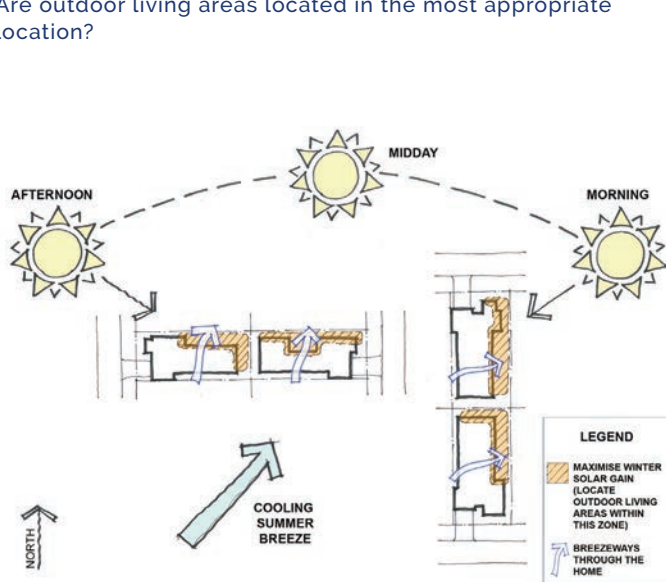 Are outdoor living areas located in the most appropriate
location?
MIDDAY
AFTERNOON
MORNING
COOLING
SUMMER
BREEZE
NORTH
LEGEND
MAXIMISE WINTER
SOLAR GAIN
(LOCATE
OUTDOOR LIVING
AREAS WITHIN
THIS ZONE)
BREEZEWAYS
THROUGH THE
HOME